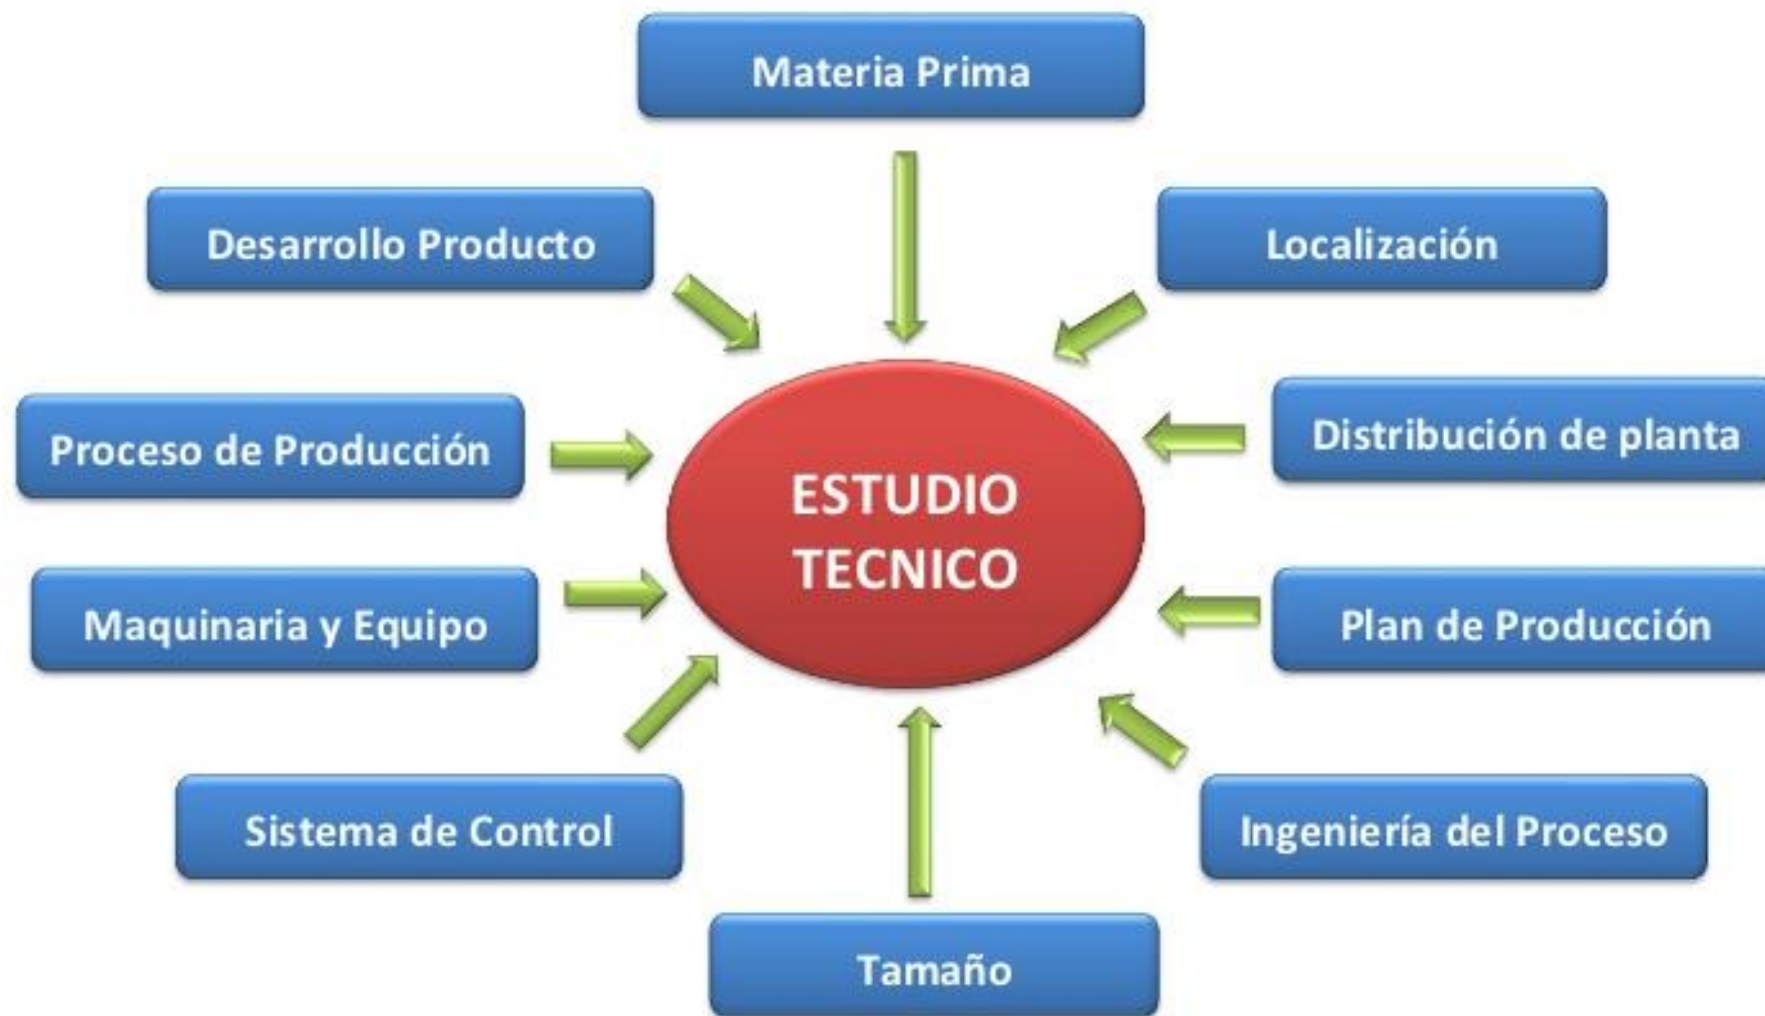 Materia Prima
Desarrollo Producto
Localización
Proceso de Producción
Distribución de planta
ESTUDIO
TECNICO
Maquinaria y Equipo
Plan de Producción
Sistema de Control
Ingeniería del Proceso
Tamaño